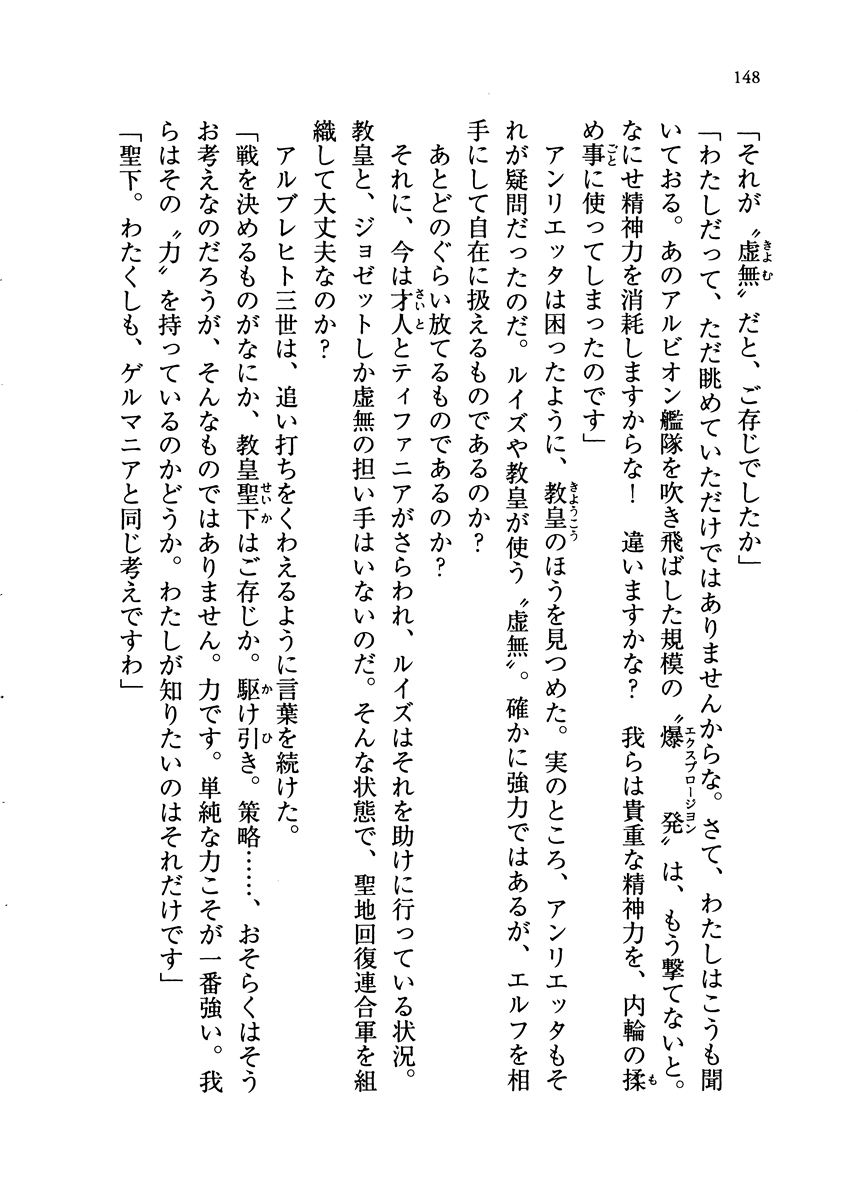 148
「それが〝虚無〟だと、ご存じでしたか」
「わたしだって、ただ眺めていただけではありませんからな。さて、わたしはこうも聞
いておる。あのアルビオン艦隊を吹き飛ばした規模の〝爆発〟は、もう撃てないと。
なにせ精神力を消耗しますからな！　違いますかな？　我らは貴重な精神力を、内輪の揉
め事に使ってしまったのです」
　アンリエッタは困ったように、教皇のほうを見つめた。実のところ、アンリエッタもそ
れが疑問だったのだ。ルイズや教皇が使う〝虚無〟。確かに強力ではあるが、エルフを相
手にして自在に扱えるものであるのか？
　あとどのぐらい放てるものであるのか？
　それに、今は才人とティファニアがさらわれ、ルイズはそれを助けに行っている状況。
教皇と、ジョゼットしか虚無の担い手はいないのだ。そんな状態で、聖地回復連合軍を組
織して大丈夫なのか？
　アルブレヒト三世は、追い打ちをくわえるように言葉を続けた。
「戦を決めるものがなにか、教皇聖下はご存じか。駆け引き。策略……、おそらくはそう
お考えなのだろうが、そんなものではありません。力です。単純な力こそが一番強い。我
らはその〝力〟を持っているのかどうか。わたしが知りたいのはそれだけです」
「聖下。わたくしも、ゲルマニアと同じ考えですわ」